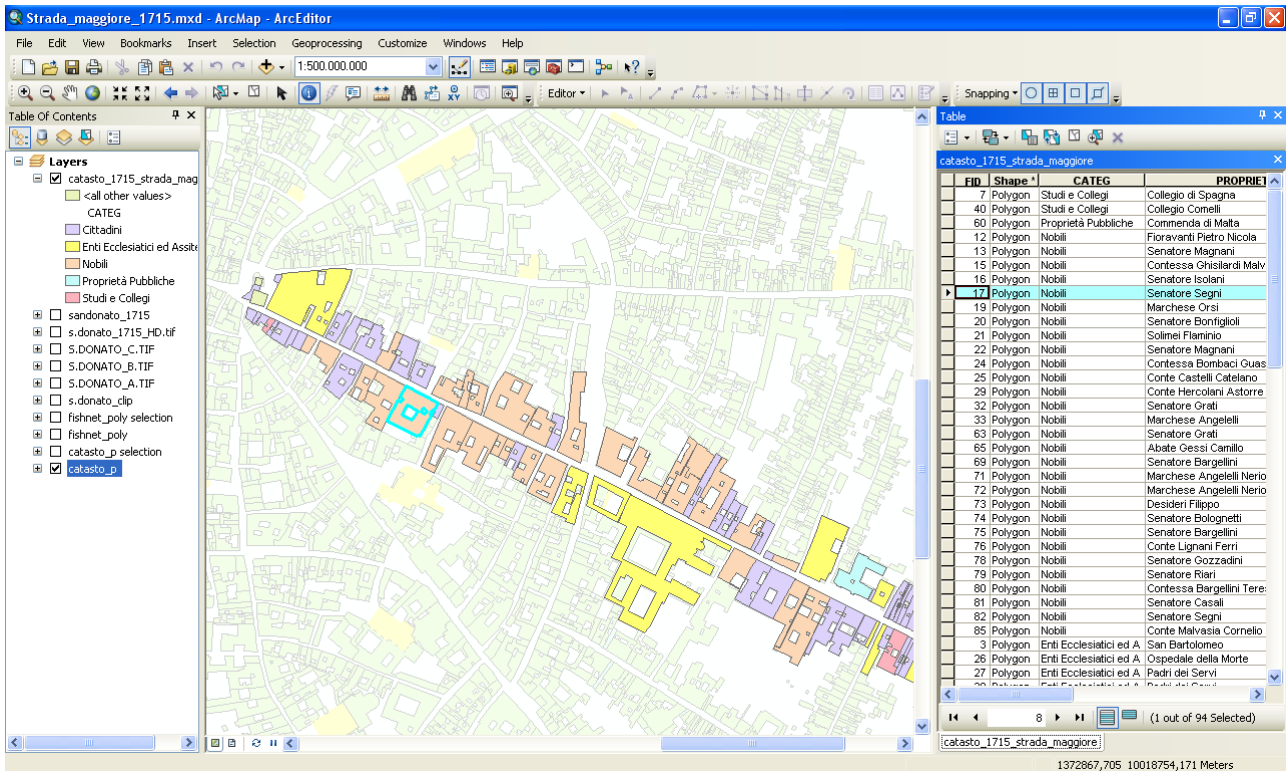 Strada_maggiore_1715.mxd - ArcMap - ArcEditor
File Edit View Bookmarks Insert Selection Geoprocessing Customize Windows Help
1:500.000.000
Editor Snapping
Table Of Contents
Layers
catasto_1715_strada_mag
<all other values>
CATEG
Cittadini
Enti Ecclesiatici ed Assite
Nobili
Proprietà Pubbliche
Studi e Collegi
sandonato_1715
s.donato_1715_HD.tif
S.DONATO_C.TIF
S.DONATO_B.TIF
S.DONATO_A.TIF
s.donato_clip
fishnet_poly selection
fishnet_poly
catasto_p selection
catasto_p
Table
catasto_1715_strada_maggiore
FID Shape * CATEG PROPRIET
7 Polygon Studi e Collegi Collegio di Spagna
40 Polygon Studi e Collegi Collegio Comelli
60 Polygon Proprietà Pubbliche Commenda di Malta
12 Polygon Nobili Fioravanti Pietro Nicola
13 Polygon Nobili Senatore Magnani
15 Polygon Nobili Contessa Ghisilardi Malv
16 Polygon Nobili Senatore Isolani
17 Polygon Nobili Senatore Segni
19 Polygon Nobili Marchese Orsi
20 Polygon Nobili Senatore Bonfiglioli
21 Polygon Nobili Solimei Flaminio
22 Polygon Nobili Senatore Magnani
24 Polygon Nobili Contessa Bombaci Guas
25 Polygon Nobili Conte Castelli Catelano
29 Polygon Nobili Conte Hercolani Astorre
32 Polygon Nobili Senatore Grati
33 Polygon Nobili Marchese Angelelli
63 Polygon Nobili Senatore Grati
65 Polygon Nobili Abate Gessi Camillo
69 Polygon Nobili Senatore Bargellini
71 Polygon Nobili Marchese Angelelli Nerio
72 Polygon Nobili Marchese Angelelli Nerio
73 Polygon Nobili Desideri Filippo
74 Polygon Nobili Senatore Bolognetti
75 Polygon Nobili Senatore Bargellini
76 Polygon Nobili Conte Lignani Ferri
78 Polygon Nobili Senatore Gozzadini
79 Polygon Nobili Senatore Riari
80 Polygon Nobili Contessa Bargellini Tere
81 Polygon Nobili Senatore Casali
82 Polygon Nobili Senatore Segni
85 Polygon Nobili Conte Malvasia Cornelio
3 Polygon Enti Ecclesiatici ed A San Bartolomeo
26 Polygon Enti Ecclesiatici ed A Ospedale della Morte
27 Polygon Enti Ecclesiatici ed A Padri dei Servi
8 (1 out of 94 Selected)
catasto_1715_strada_maggiore
1372867,705 10018754,171 Meters